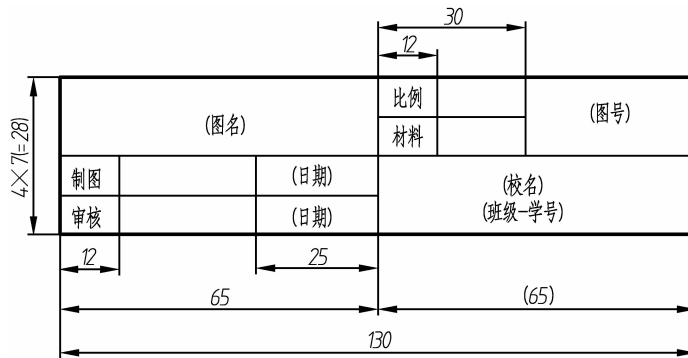 30
12
比例
(图名)
(图号)
材料
4×7(=28)
制图
(日期)
(校名)
审核
(日期)
(班级-学号)
12
25
65
(65)
130